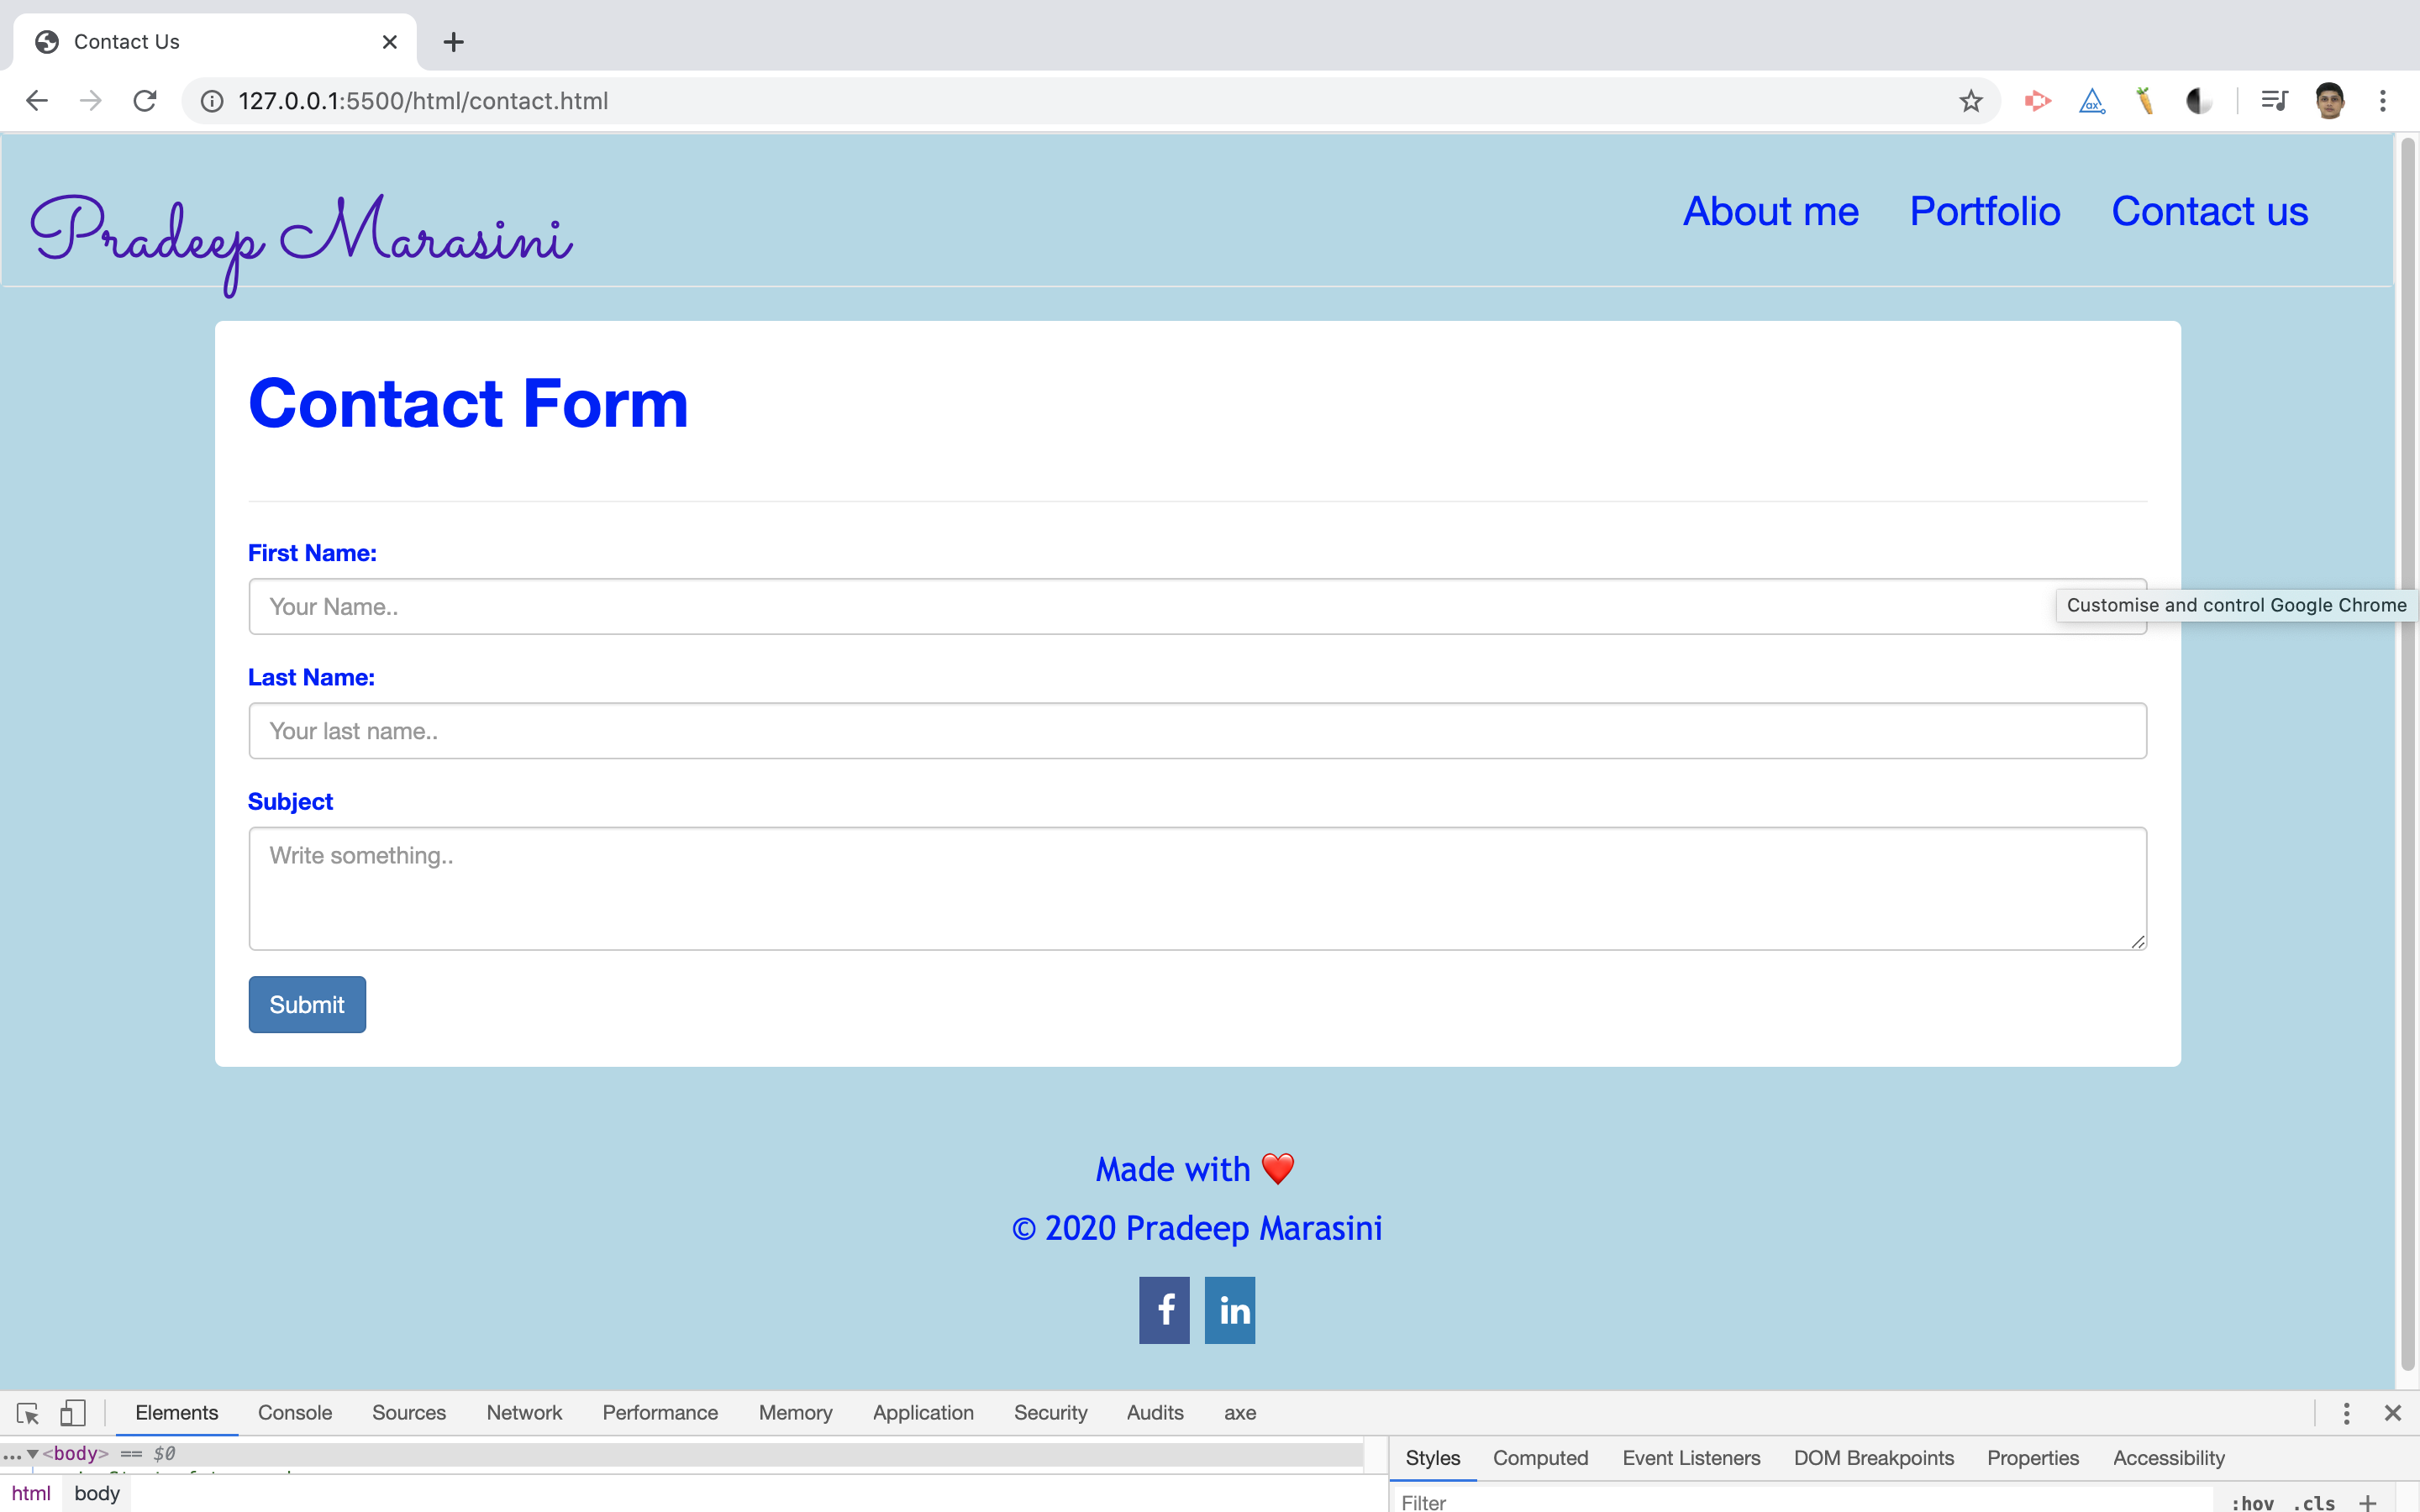 Contact Us
127.0.0.1:5500/html/contact.html
Pradeep Marasini
About me Portfolio Contact us
Contact Form
First Name:
Your Name..
Customise and control Google Chrome
Last Name:
Your last name..
Subject
Write something..
Submit
Made with ❤️
© 2020 Pradeep Marasini
f in
Elements Console Sources Network Performance Memory Application Security Audits axe
... ▼<body> == $0
Styles Computed Event Listeners DOM Breakpoints Properties Accessibility
html body
Filter :hov .cls +